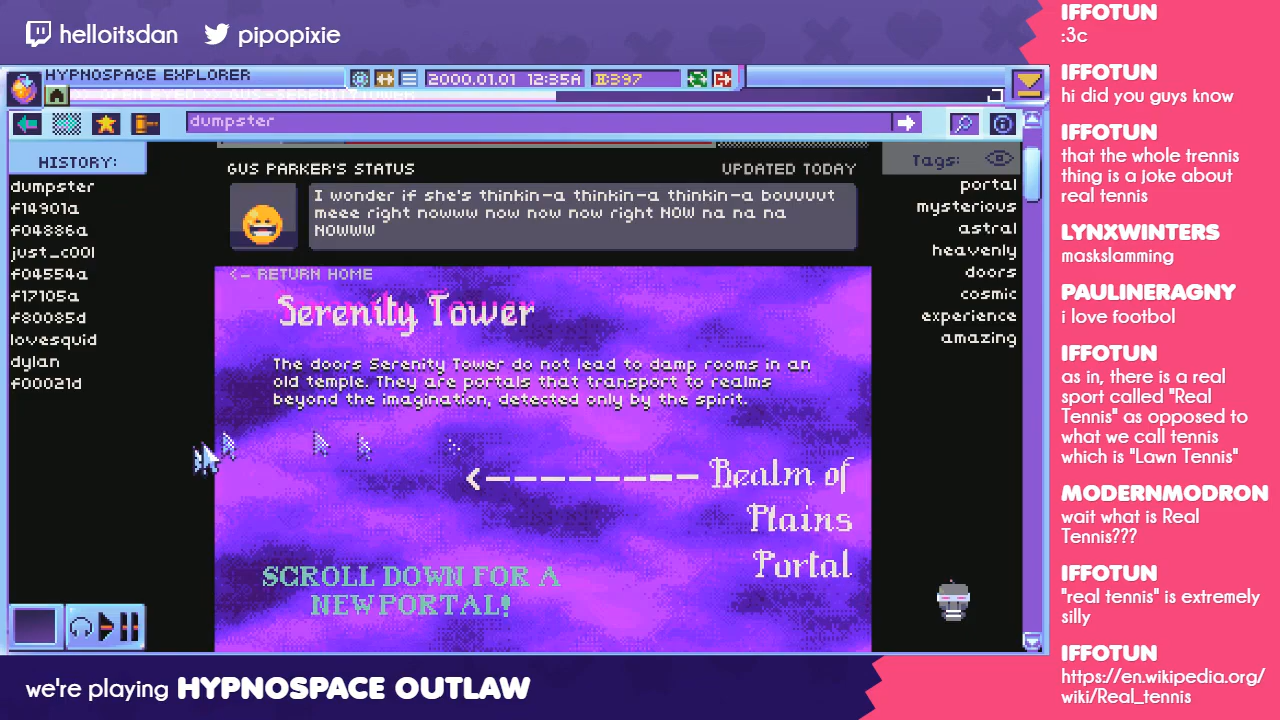 helloitsdan pipopixie
HYPNOSPACE EXPLORER
2000.01.01 12:35A
397
dumpster
HISTORY:
dumpster
f14901a
f04886a
just_c00l
f04554a
f17105a
f80085d
lovesquid
dylan
f00021d
GUS PARKER'S STATUS UPDATED TODAY
I wonder if she's thinkin-a thinkin-a thinkin-a bouuuut
meee right nowww now now now right NOW na na na
NOWWW
<- RETURN HOME
Serenity Tower
The doors Serenity Tower do not lead to damp rooms in an
old temple. They are portals that transport to realms
beyond the imagination, detected only by the spirit.
<--------- Realm of
Plains
Portal
SCROLL DOWN FOR A
NEW PORTAL!
Tags:
portal
mysterious
astral
heavenly
doors
cosmic
experience
amazing
we're playing HYPNOSPACE OUTLAW
IFFOTUN
:3c
IFFOTUN
hi did you guys know
IFFOTUN
that the whole trennis
thing is a joke about
real tennis
LYNXWINTERS
maskslamming
PAULINERAGNY
i love footbol
IFFOTUN
as in, there is a real
sport called "Real
Tennis" as opposed to
what we call tennis
which is "Lawn Tennis"
MODERNMODRON
wait what is Real
Tennis???
IFFOTUN
"real tennis" is extremely
silly
IFFOTUN
https://en.wikipedia.org/
wiki/Real_tennis